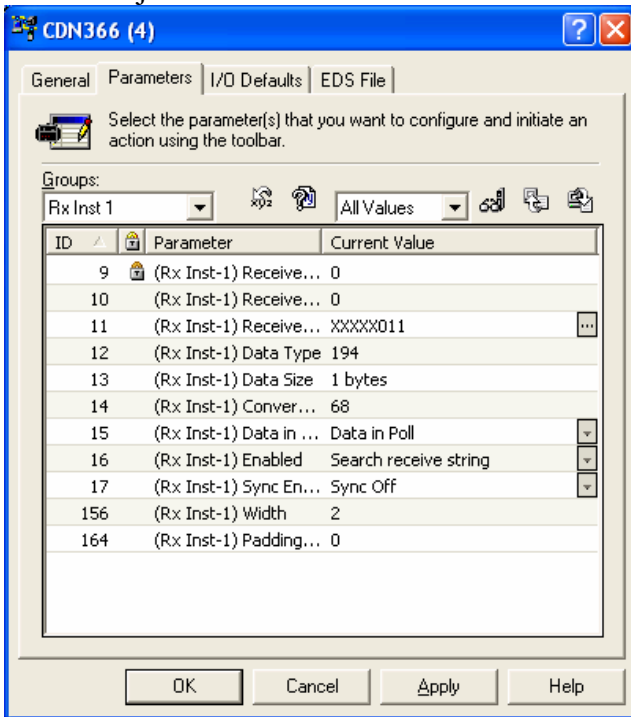 CDN366 (4)
General Parameters I/O Defaults EDS File
Select the parameter(s) that you want to configure and initiate an
action using the toolbar.
Groups:
Rx Inst 1 All Values
ID Parameter Current Value
9 (Rx Inst-1) Receive... 0
10 (Rx Inst-1) Receive... 0
11 (Rx Inst-1) Receive... XXXXX011 ...
12 (Rx Inst-1) Data Type 194
13 (Rx Inst-1) Data Size 1 bytes
14 (Rx Inst-1) Conver... 68
15 (Rx Inst-1) Data in ... Data in Poll
16 (Rx Inst-1) Enabled Search receive string
17 (Rx Inst-1) Sync En... Sync Off
156 (Rx Inst-1) Width 2
164 (Rx Inst-1) Padding... 0
OK Cancel Apply Help